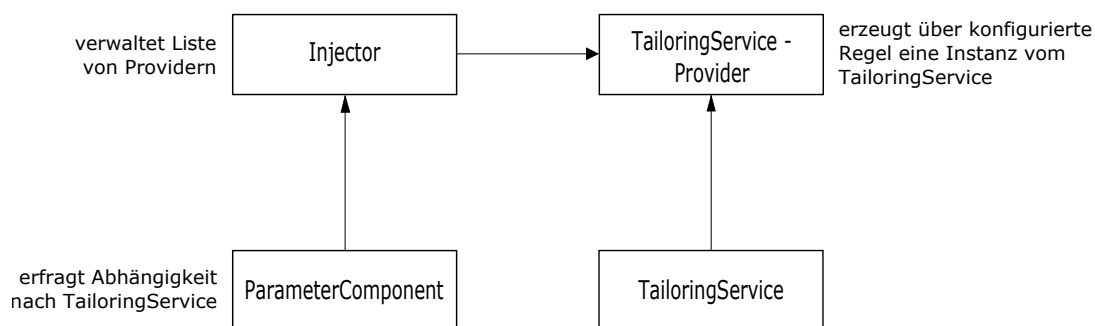 verwaltet Liste
von Providern
Injector
TailoringService -
Provider
erzeugt über konfigurierte
Regel eine Instanz vom
TailoringService
erfragt Abhängigkeit
nach TailoringService
ParameterComponent
TailoringService